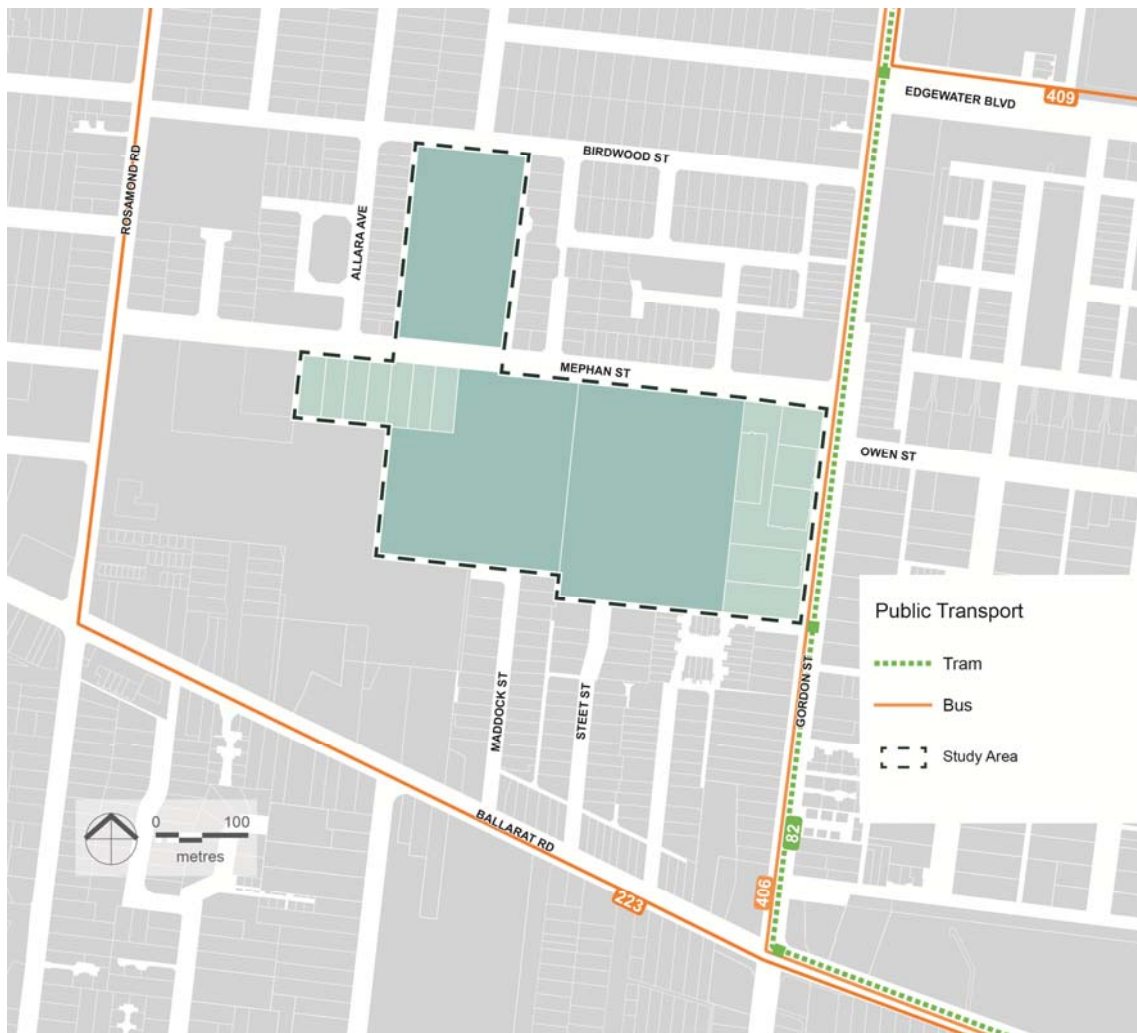 EDGEWATER BLVD
409
BIRDWOOD ST
ROSAMOND RD
ALLARA AVE
MEPHAN ST
OWEN ST
Public Transport
Tram
Bus
Study Area
GORDON ST
MADDOCK ST
STEET ST
0 100
metres
BALLARAT RD
82
406
223